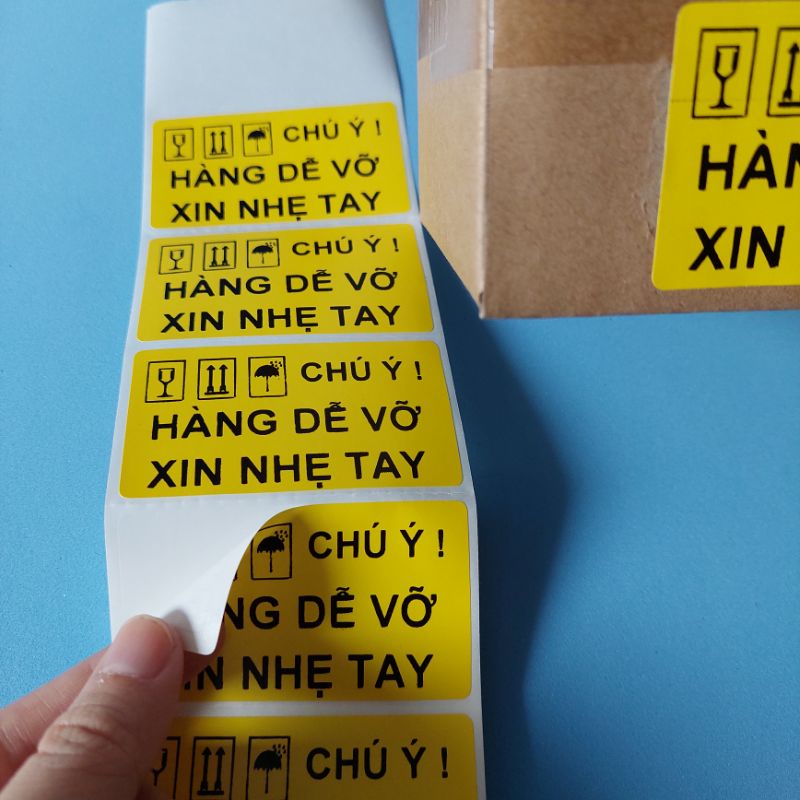 CHÚ Ý !
HÀNG DỄ VỠ
XIN NHẸ TAY
CHÚ Ý !
HÀNG DỄ VỠ
XIN NHẸ TAY
CHÚ Ý !
HÀNG DỄ VỠ
XIN NHẸ TAY
CHÚ Ý !
NG DỄ VỠ
IN NHẸ TAY
CHÚ Ý !
HÀN
XIN